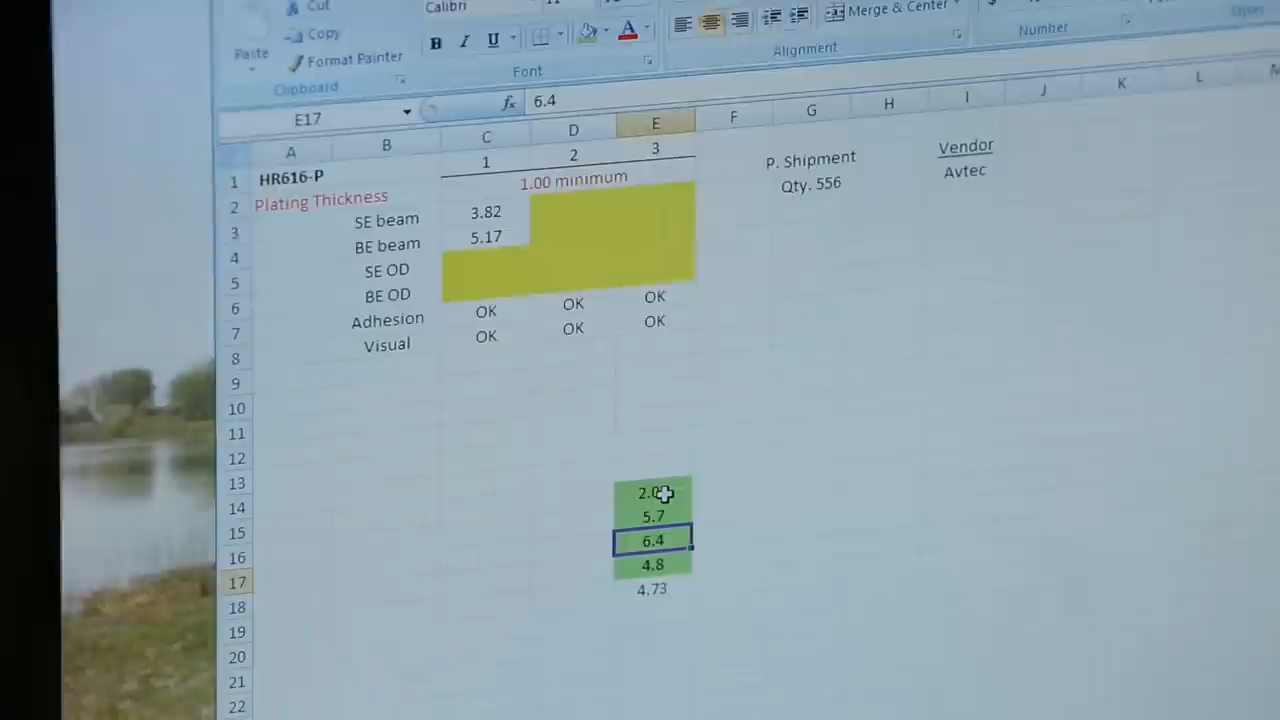 Cut
Calibri
Copy
Paste
Format Painter
B I U
A
Merge & Center
Clipboard
Font
Alignment
Number
E17
fx 6.4
A B C D E F G H I J K L
1 HR616-P 1 2 3 P. Shipment Vendor
2 Plating Thickness 1.00 minimum Qty. 556 Avtec
3 SE beam 3.82
4 BE beam 5.17
5 SE OD
6 BE OD
7 Adhesion OK OK OK
8 Visual OK OK OK
9
10
11
12
13
14 5.7
15 6.4
16 4.8
17 4.73
18
19
20
21
22